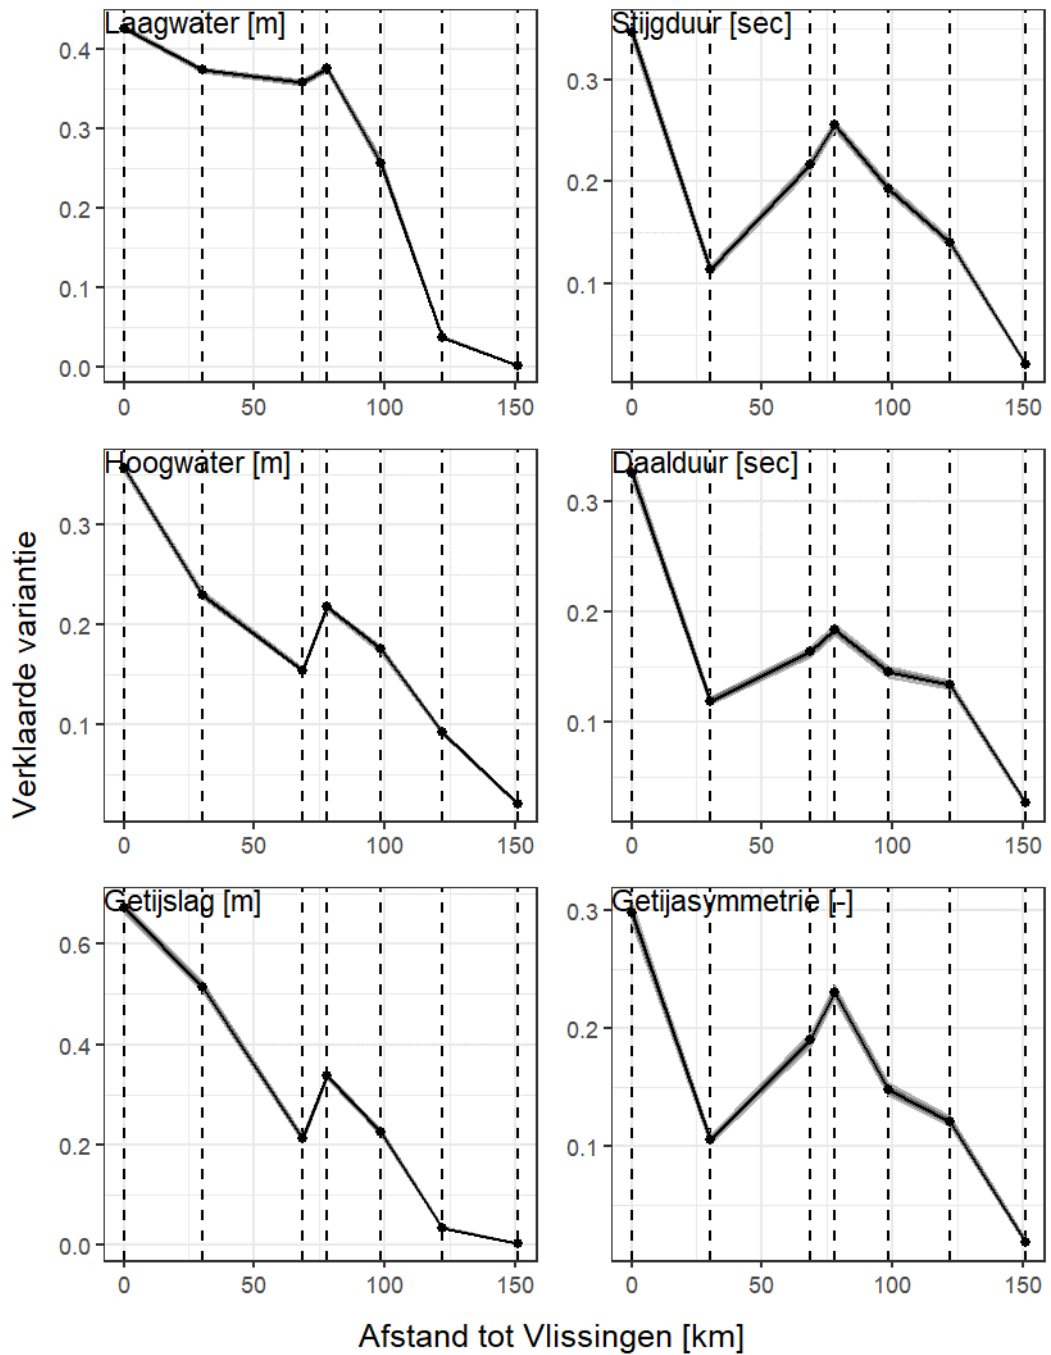 Laagwater [m]
0.4
0.3
0.2
0.1
0.0
0 50 100 150
Stijgduur [sec]
0.3
0.2
0.1
0 50 100 150
Hoogwater [m]
0.3
0.2
0.1
0 50 100 150
Daalduur [sec]
0.3
0.2
0.1
0 50 100 150
Getijslag [m]
0.6
0.4
0.2
0.0
0 50 100 150
Getijasymmetrie [-]
0.3
0.2
0.1
0 50 100 150
Verklaarde variantie
Afstand tot Vlissingen [km]